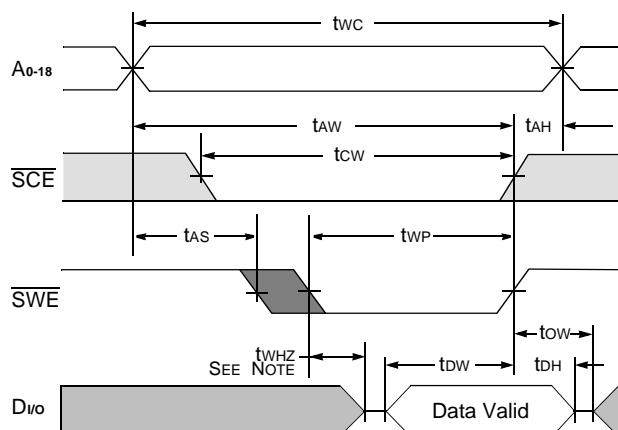 tWC
A0-18
tAW
tAH
SCE
tCW
tAS
tWP
SWE
tOW
tWHZ
SEE NOTE
tDW
tDH
DI/O
Data Valid